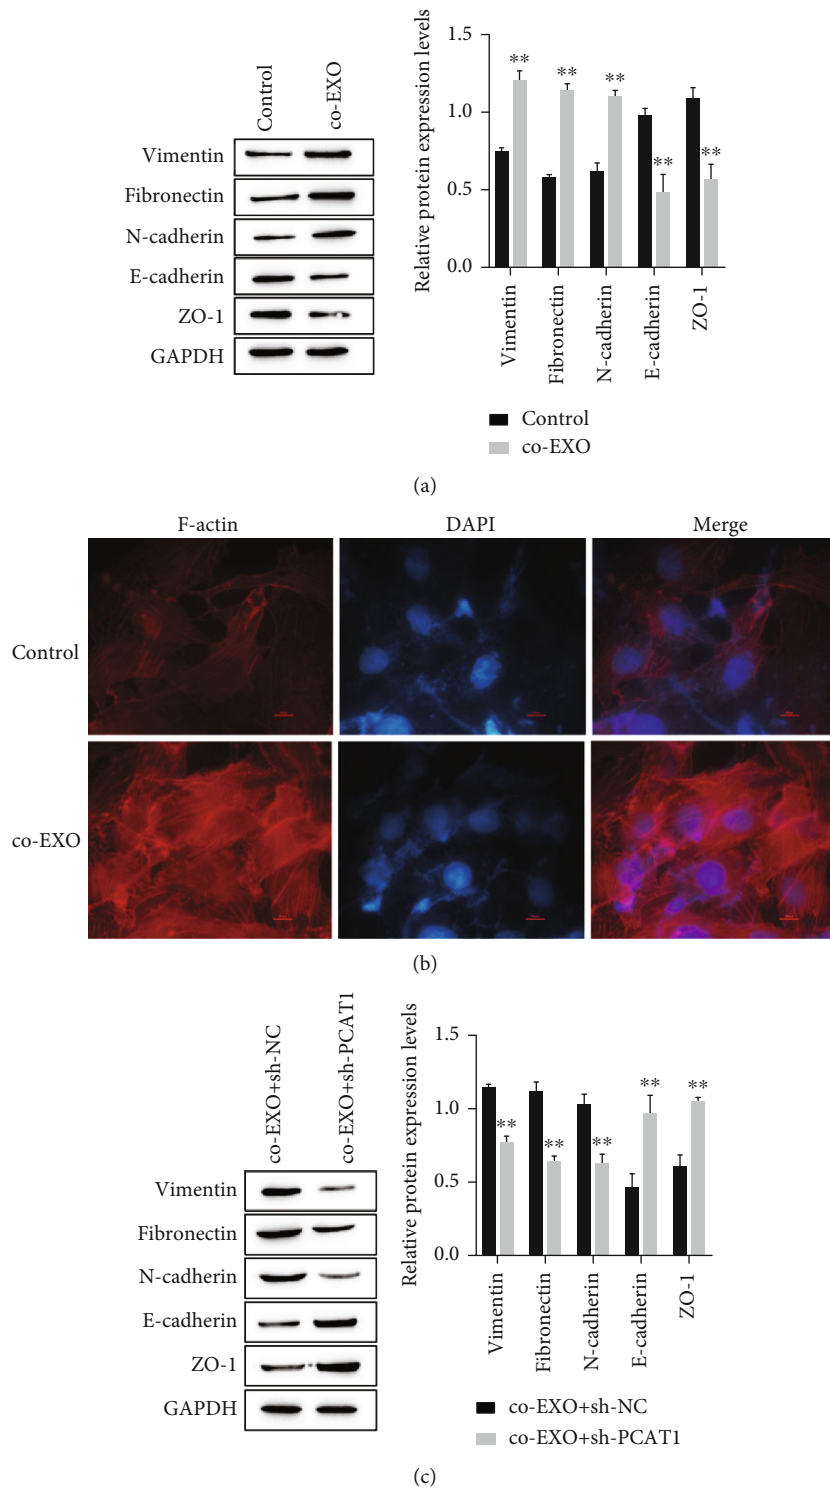 Control
co-EXO
Vimentin
Fibronectin
N-cadherin
E-cadherin
ZO-1
GAPDH
Relative protein expression levels
1.5
1.0
0.5
0.0
**
**
**
**
**
Vimentin
Fibronectin
N-cadherin
E-cadherin
ZO-1
Control
co-EXO
(a)
F-actin
DAPI
Merge
Control
co-EXO
(b)
co-EXO+sh-NC
co-EXO+sh-PCAT1
Vimentin
Fibronectin
N-cadherin
E-cadherin
ZO-1
GAPDH
Relative protein expression levels
1.5
1.0
0.5
0.0
**
**
**
**
**
Vimentin
Fibronectin
N-cadherin
E-cadherin
ZO-1
co-EXO+sh-NC
co-EXO+sh-PCAT1
(c)